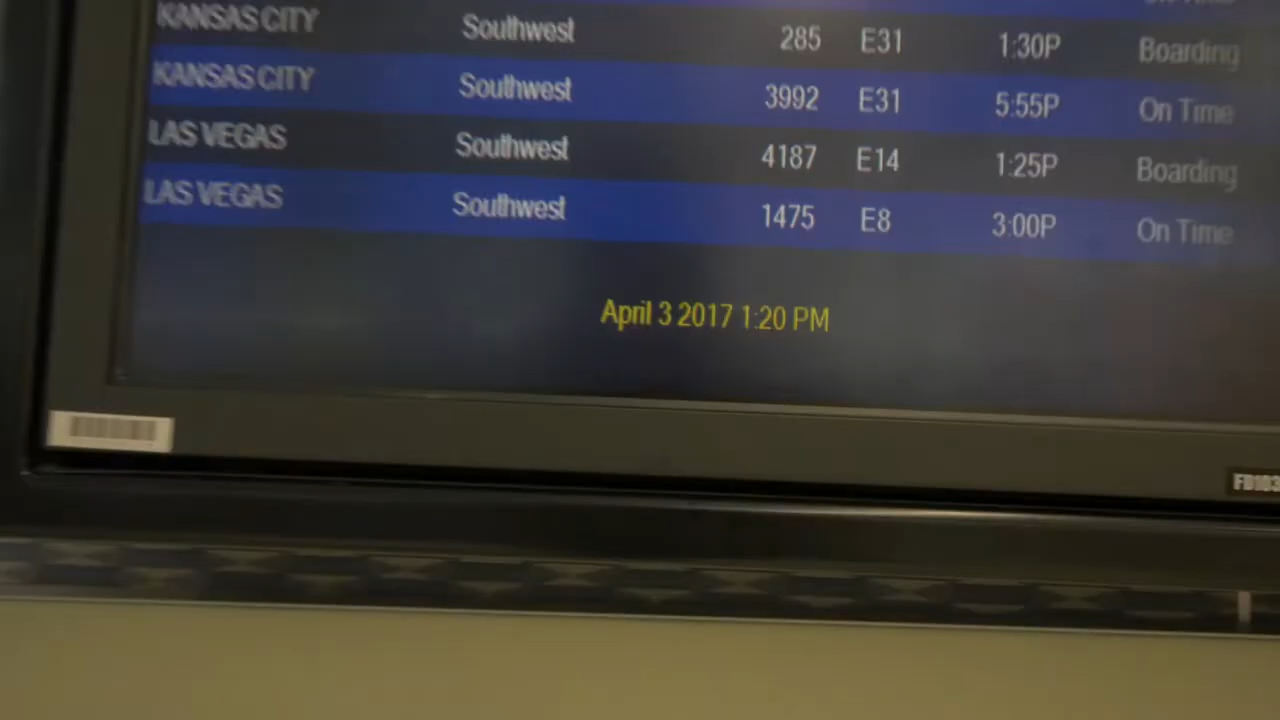 KANSAS CITY Southwest 285 E31 1:30P Boarding
KANSAS CITY Southwest 3992 E31 5:55P On Time
LAS VEGAS Southwest 4187 E14 1:25P Boarding
LAS VEGAS Southwest 1475 E8 3:00P On Time
April 3 2017 1:20 PM
FD103